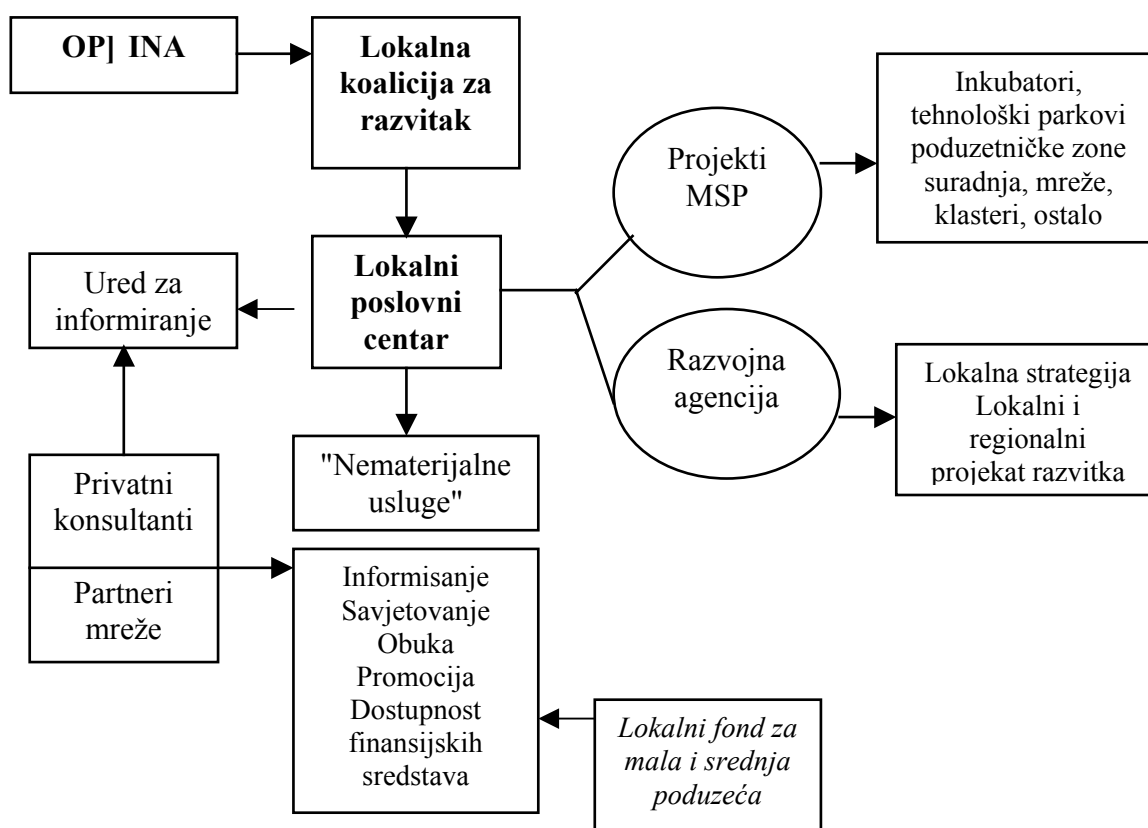 OP] INA
Lokalna
koalicija za
razvitak
Projekti
MSP
Inkubatori,
tehnološki parkovi
poduzetničke zone
suradnja, mreže,
klasteri, ostalo
Ured za
informiranje
Lokalni
poslovni
centar
Razvojna
agencija
Lokalna strategija
Lokalni i
regionalni
projekat razvitka
"Nematerijalne
usluge"
Privatni
konsultanti
Partneri
mreže
Informisanje
Savjetovanje
Obuka
Promocija
Dostupnost
finansijskih
sredstava
Lokalni fond za
mala i srednja
poduzeća